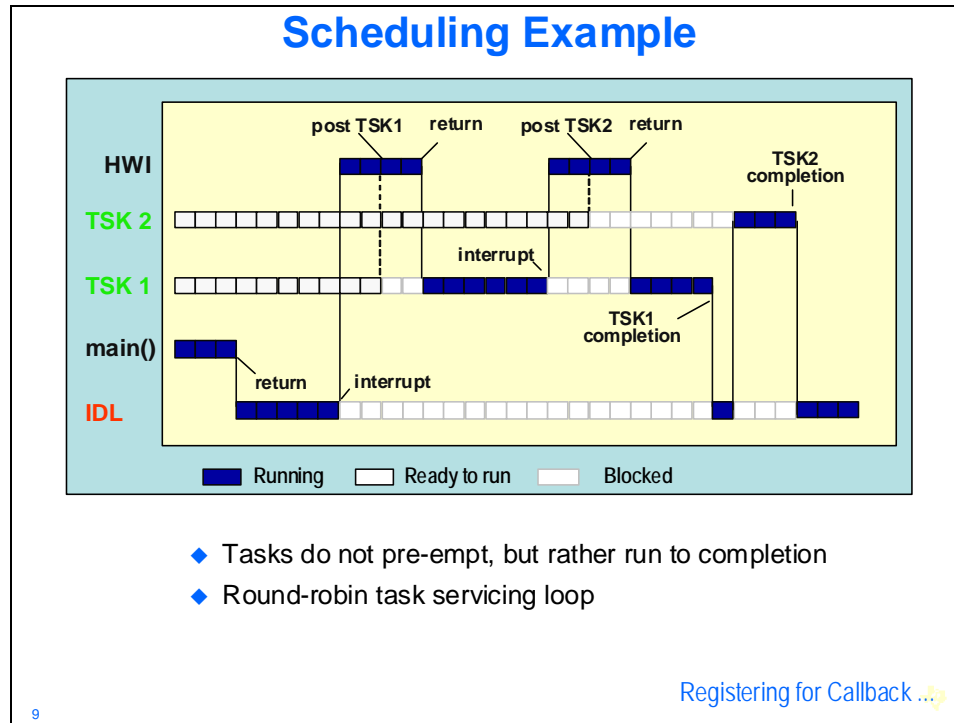 Scheduling Example
post TSK1 return post TSK2 return
HWI
TSK2
completion
TSK 2
interrupt
TSK 1
TSK1
completion
main()
return
interrupt
IDL
Running Ready to run Blocked
Tasks do not pre-empt, but rather run to completion
Round-robin task servicing loop
Registering for Callback ...
9